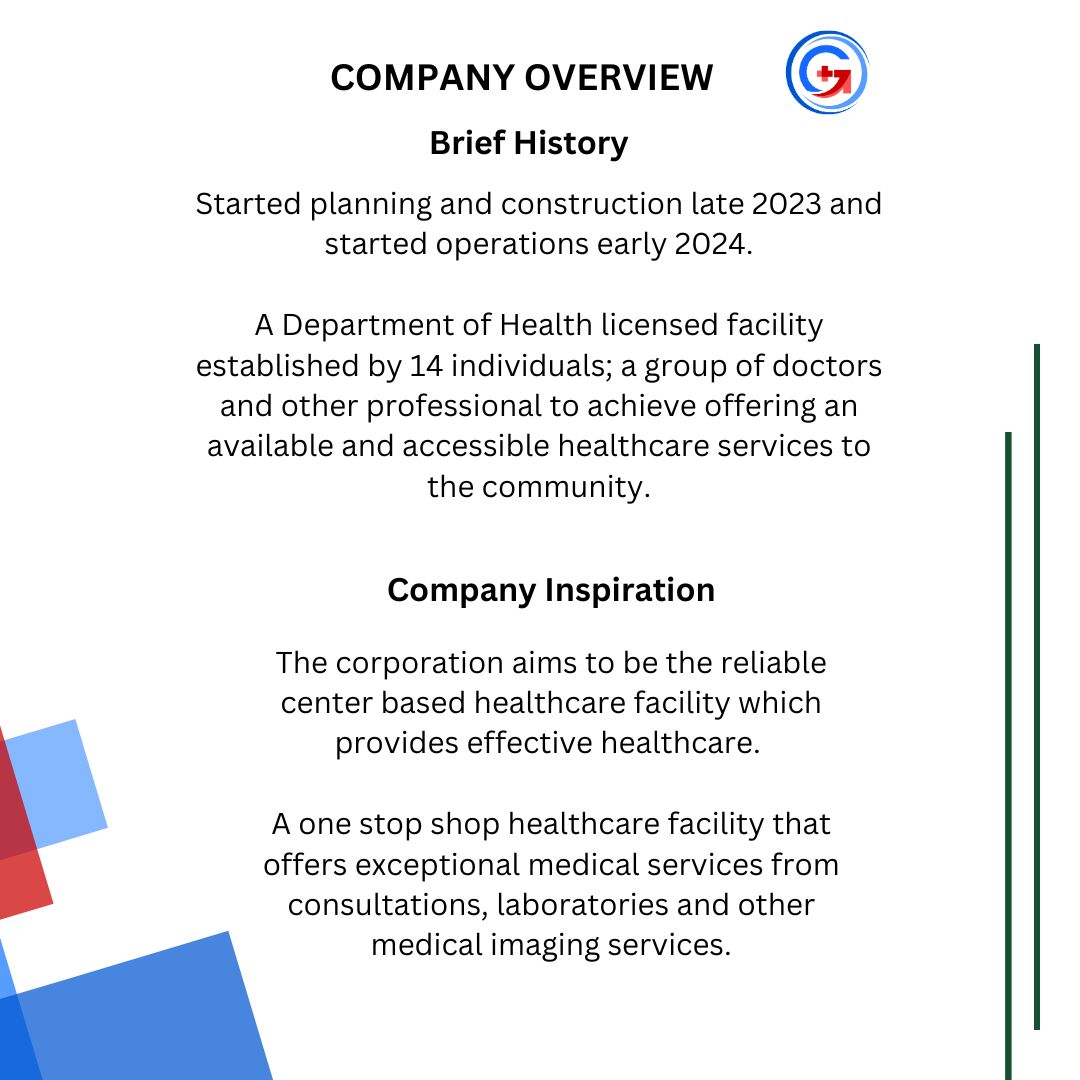 COMPANY OVERVIEW
Brief History
Started planning and construction late 2023 and
started operations early 2024.
A Department of Health licensed facility
established by 14 individuals; a group of doctors
and other professional to achieve offering an
available and accessible healthcare services to
the community.
Company Inspiration
The corporation aims to be the reliable
center based healthcare facility which
provides effective healthcare.
A one stop shop healthcare facility that
offers exceptional medical services from
consultations, laboratories and other
medical imaging services.